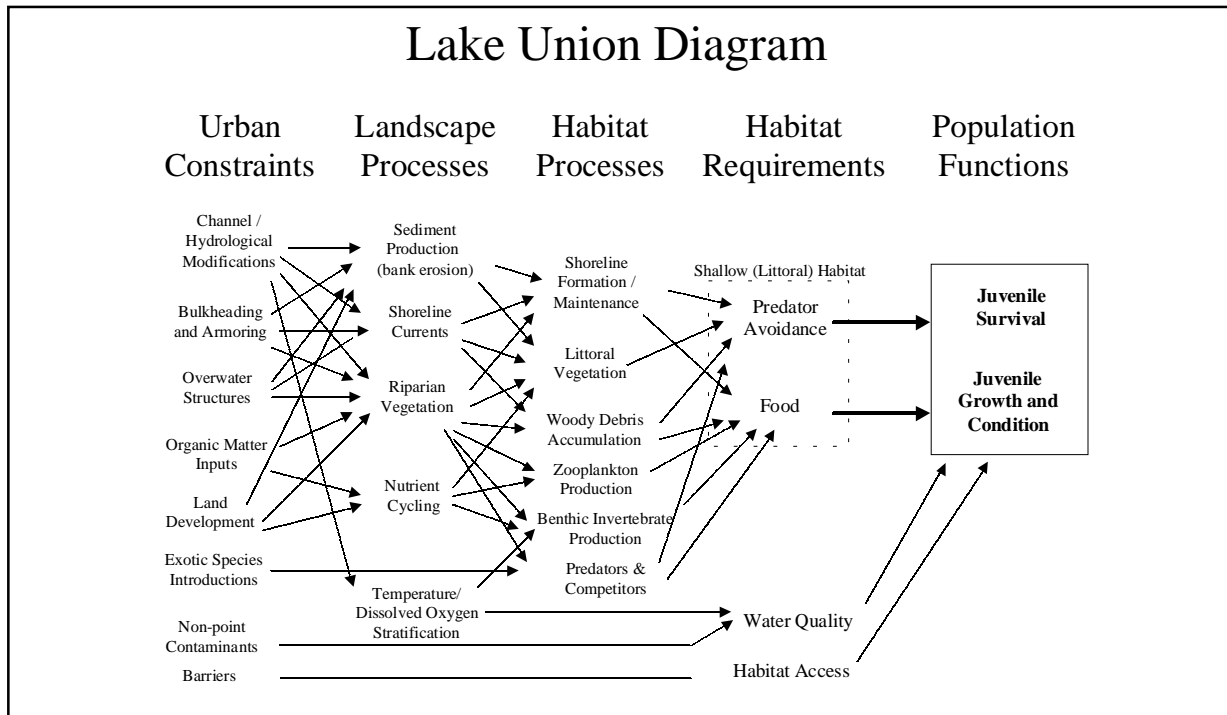 Lake Union Diagram
Urban
Constraints
Landscape
Processes
Habitat
Processes
Habitat
Requirements
Population
Functions
Channel /
Hydrological
Modifications
Bulkheading
and Armoring
Overwater
Structures
Organic Matter
Inputs
Land
Development
Exotic Species
Introductions
Non-point
Contaminants
Barriers
Sediment
Production
(bank erosion)
Shoreline
Currents
Riparian
Vegetation
Nutrient
Cycling
Temperature/
Dissolved Oxygen
Stratification
Shoreline
Formation /
Maintenance
Littoral
Vegetation
Woody Debris
Accumulation
Zooplankton
Production
Benthic Invertebrate
Production
Predators &
Competitors
Shallow (Littoral) Habitat
Predator
Avoidance
Food
Water Quality
Habitat Access
Juvenile
Survival
Juvenile
Growth and
Condition